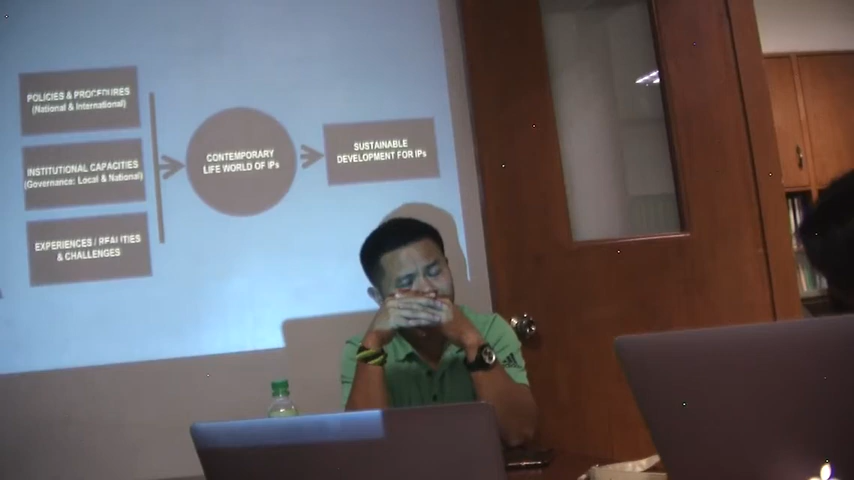 POLICIES & PROCEDURES
(National & International)
INSTITUTIONAL CAPACITIES
(Governance: Local & National)
EXPERIENCES / REALITIES
& CHALLENGES
CONTEMPORARY
LIFE WORLD OF IPs
SUSTAINABLE
DEVELOPMENT FOR IPs